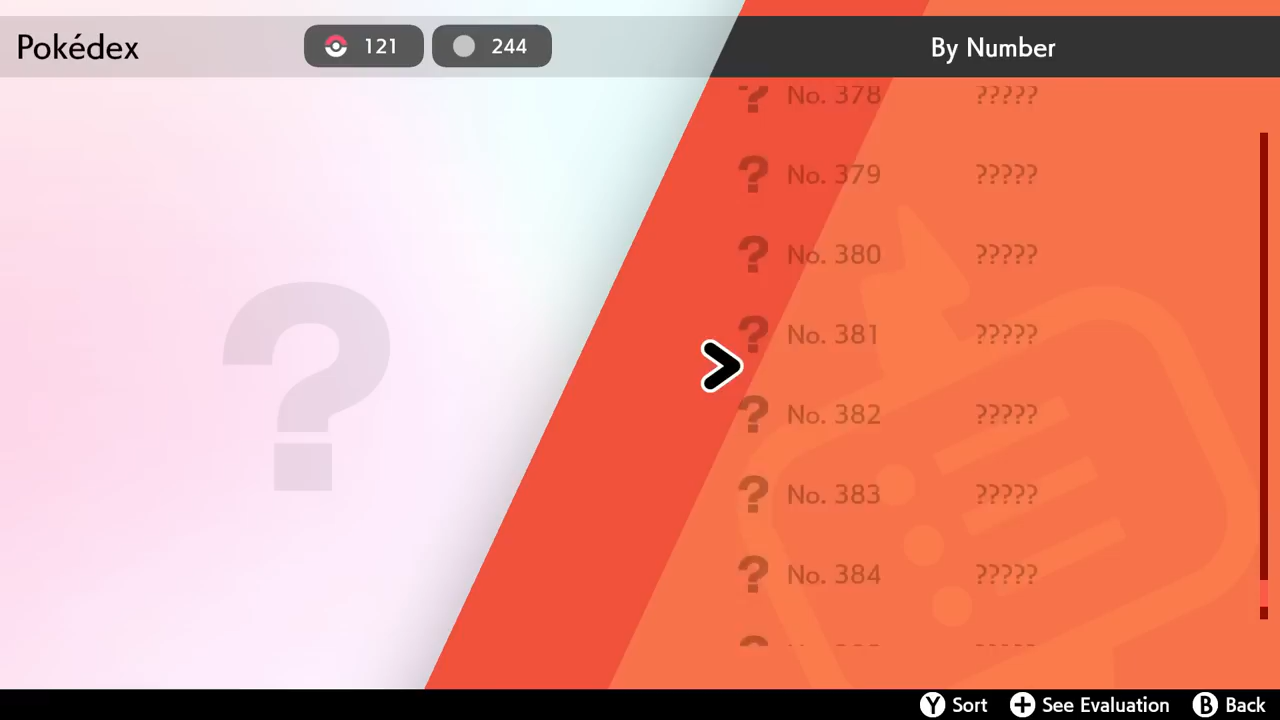 Pokédex 121 244 By Number
? No. 378 ?????
? No. 379 ?????
? No. 380 ?????
? No. 381 ?????
? No. 382 ?????
? No. 383 ?????
? No. 384 ?????
?
Y Sort + See Evaluation B Back